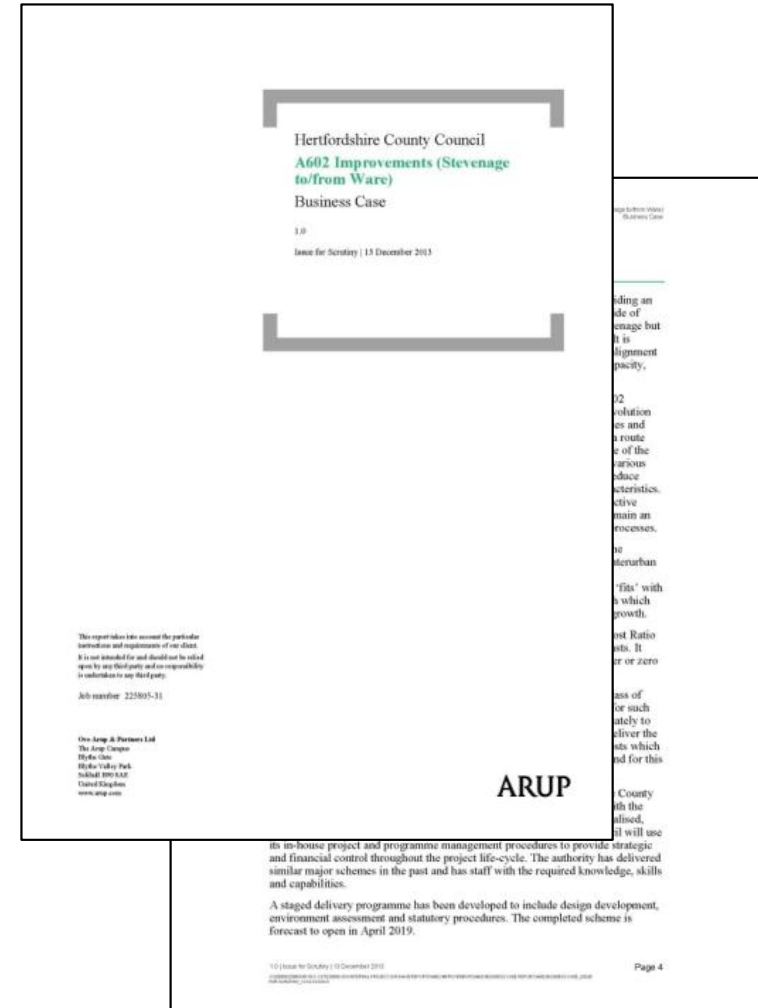 Hertfordshire County Council
A602 Improvements (Stevenage
to/from Ware)
Business Case
1.0
Issue for Scrutiny | 13 December 2013
This report takes into account the particular
instructions and requirements of our client.
It is not intended for and should not be relied
upon by any third party and no responsibility
is undertaken to any third party.
Job number 225805-31
Ove Arup & Partners Ltd
The Arup Campus
Blythe Gate
Blythe Valley Park
Solihull B90 8AE
United Kingdom
www.arup.com
ARUP
Business Case
iding an
de of
enage but
It is
lignment
pacity,
02
volution
es and
route
e of the
various
educe
cteristics.
ctive
main an
rocesses.
ne
nterurban
'fits' with
which
growth.
ost Ratio
sts. It
er or zero
ass of
for such
ately to
eliver the
sts which
nd for this
County
ith the
alised,
il will use
its in-house project and programme management procedures to provide strategic
and financial control throughout the project life-cycle. The authority has delivered
similar major schemes in the past and has staff with the required knowledge, skills
and capabilities.
A staged delivery programme has been developed to include design development,
environment assessment and statutory procedures. The completed scheme is
forecast to open in April 2019.
1.0 | Issue for Scrutiny | 13 December 2013
Page 4